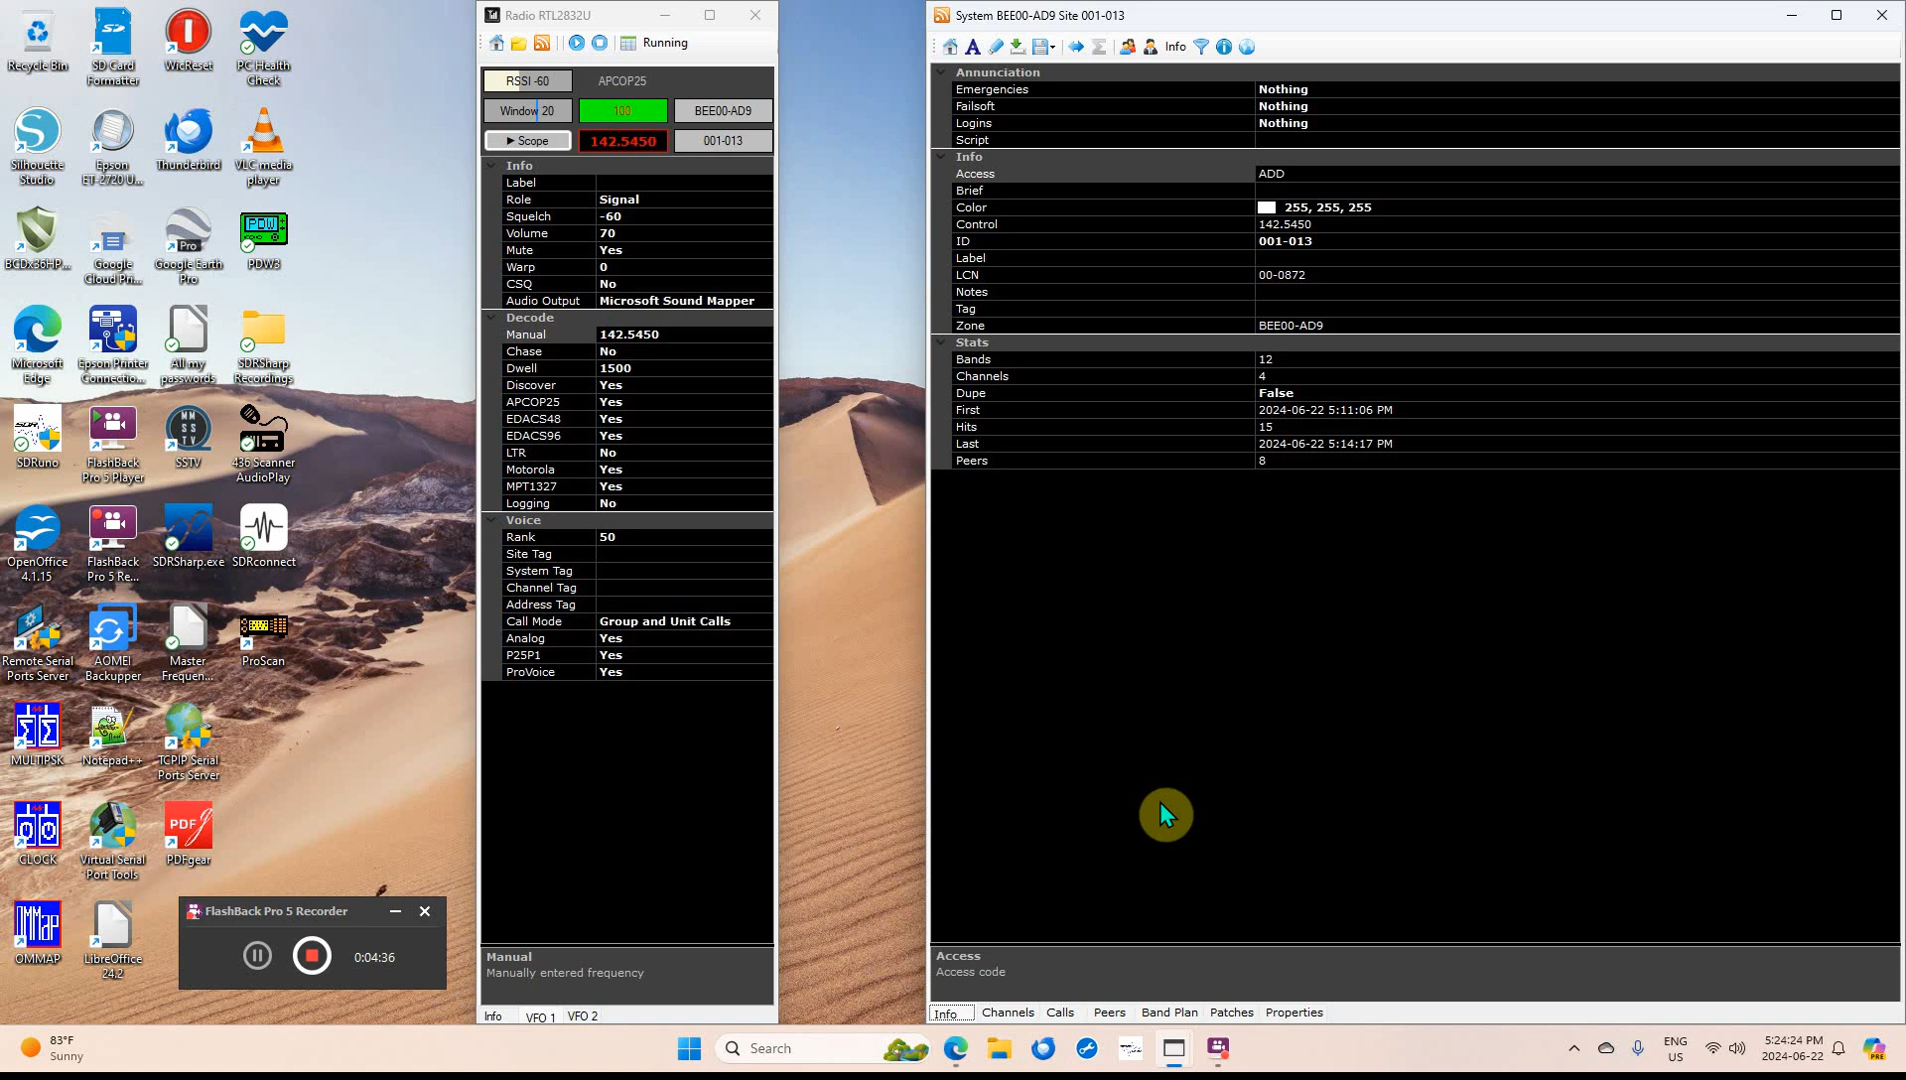 Recycle Bin
SD Card
Formatter
WicReset
PC Health
Check
Silhouette
Studio
Epson
ET-2720 U...
Thunderbird
VLC media
player
BCDx36HP...
Google
Cloud Pri...
Google Earth
Pro
PDW3
Microsoft
Edge
Epson Printer
Connectio...
All my
passwords
SDRSharp
Recordings
SDRuno
FlashBack
Pro 5 Player
SSTV
436 Scanner
AudioPlay
OpenOffice
4.1.15
FlashBack
Pro 5 Re...
SDRSharp.exe
SDRconnect
Remote Serial
Ports Server
AOMEI
Backupper
Master
Frequen...
ProScan
MULTIPSK
Notepad++
TCPIP Serial
Ports Server
CLOCK
Virtual Serial
Port Tools
PDFgear
OMMAP
LibreOffice
24.2
FlashBack Pro 5 Recorder
0:04:36
Radio RTL2832U
Running
RSSI -60 APCOP25
Window 20 100 BEE00-AD9
Scope 142.5450 001-013
Info
Label
Role Signal
Squelch -60
Volume 70
Mute Yes
Warp 0
CSQ No
Audio Output Microsoft Sound Mapper
Decode
Manual 142.5450
Chase No
Dwell 1500
Discover Yes
APCOP25 Yes
EDACS48 Yes
EDACS96 Yes
LTR No
Motorola Yes
MPT1327 Yes
Logging No
Voice
Rank 50
Site Tag
System Tag
Channel Tag
Address Tag
Call Mode Group and Unit Calls
Analog Yes
P25P1 Yes
ProVoice Yes
Manual
Manually entered frequency
Info VFO 1 VFO 2
System BEE00-AD9 Site 001-013
Info
Annunciation
Emergencies Nothing
Failsoft Nothing
Logins Nothing
Script
Info
Access ADD
Brief
Color 255, 255, 255
Control 142.5450
ID 001-013
Label
LCN 00-0872
Notes
Tag
Zone BEE00-AD9
Stats
Bands 12
Channels 4
Dupe False
First 2024-06-22 5:11:06 PM
Hits 15
Last 2024-06-22 5:14:17 PM
Peers 8
Access
Access code
Info Channels Calls Peers Band Plan Patches Properties
83°F
Sunny
Search
ENG
US
5:24:24 PM
2024-06-22